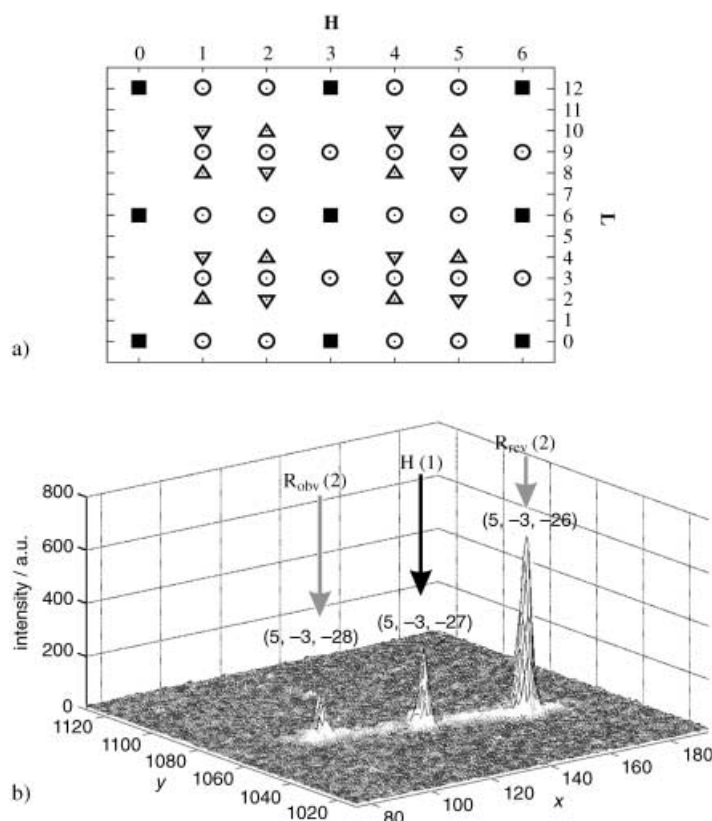 H
0 1 2 3 4 5 6
12
11
10
9
8
7
6
5
4
3
2
1
0
L
a)
R_rev (2)
H (1)
R_obv (2)
800
600
400
200
0
intensity / a.u.
(5, −3, −26)
(5, −3, −27)
(5, −3, −28)
1120
1100
1080
1060
1040
1020
y
80
100
120
140
160
180
x
b)